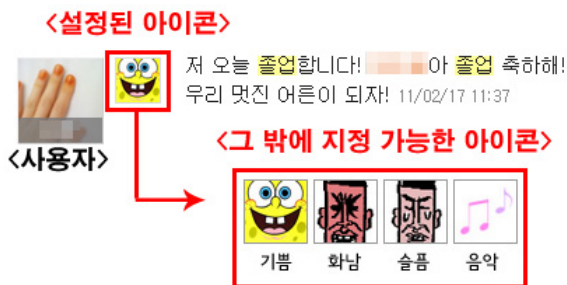 <설정된 아이콘>
저 오늘 졸업합니다! 아 졸업 축하해!
우리 멋진 어른이 되자! 11/02/17 11:37
<사용자>
<그 밖에 지정 가능한 아이콘>
기쁨 화남 슬픔 음악